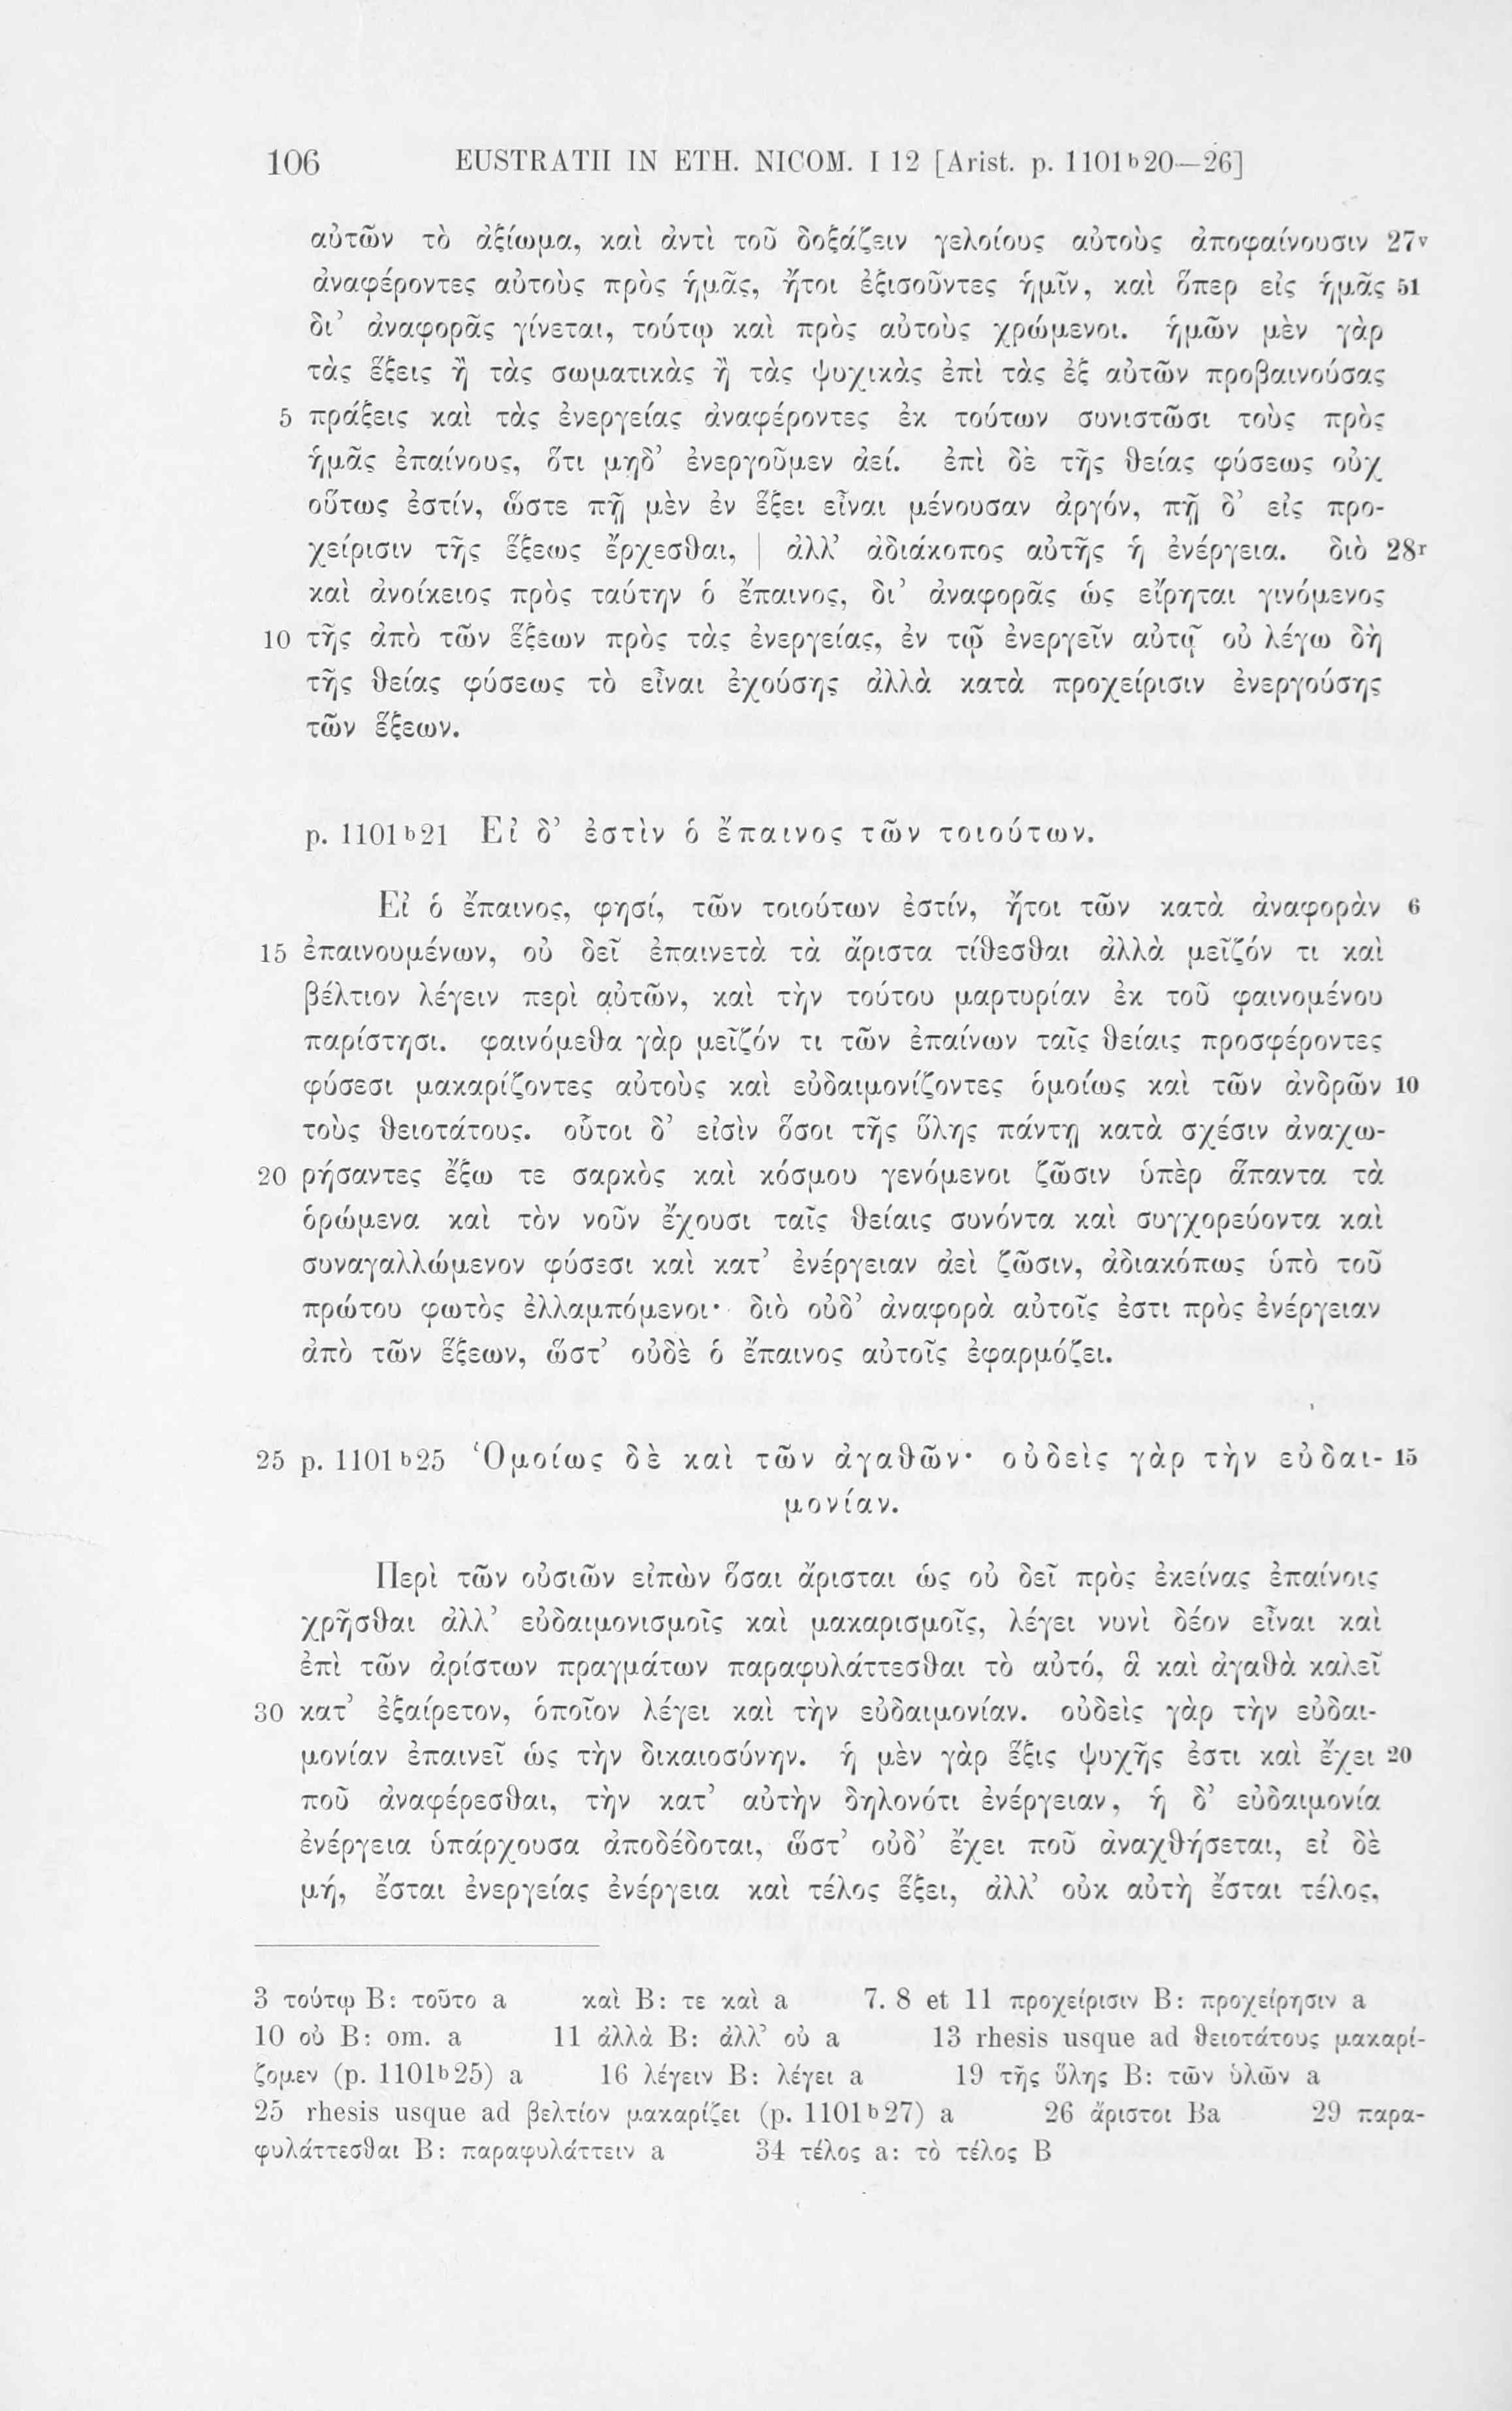 106 EUSTRATII IN ETH. NICOM. I 12 [Arist. p. 1101ᵇ20—26]
αὐτῶν τὸ ἀξίωμα, καὶ ἀντὶ τοῦ δοξάζειν γελοίους αὐτοὺς ἀποφαίνουσιν 27ᵛ
ἀναφέροντες αὐτοὺς πρὸς ἡμᾶς, ἤτοι ἐξισοῦντες ἡμῖν, καὶ ὅπερ εἰς ἡμᾶς 51
δι’ ἀναφορᾶς γίνεται, τούτῳ καὶ πρὸς αὐτοὺς χρώμενοι. ἡμῶν μὲν γὰρ
τὰς ἕξεις ἢ τὰς σωματικὰς ἢ τὰς ψυχικὰς ἐπὶ τὰς ἐξ αὐτῶν προβαινούσας
5 πράξεις καὶ τὰς ἐνεργείας ἀναφέροντες ἐκ τούτων συνιστῶσι τοὺς πρὸς
ἡμᾶς ἐπαίνους, ὅτι μηδ’ ἐνεργοῦμεν ἀεί. ἐπὶ δὲ τῆς θείας φύσεως οὐχ
οὕτως ἐστίν, ὥστε πῇ μὲν ἐν ἕξει εἶναι μένουσαν ἀργόν, πῇ δ’ εἰς προ-
χείρισιν τῆς ἕξεως ἔρχεσθαι, | ἀλλ’ ἀδιάκοπος αὐτῆς ἡ ἐνέργεια. διὸ 28ʳ
καὶ ἀνοίκειος πρὸς ταύτην ὁ ἔπαινος, δι’ ἀναφορᾶς ὡς εἴρηται γινόμενος
10 τῆς ἀπὸ τῶν ἕξεων πρὸς τὰς ἐνεργείας, ἐν τῷ ἐνεργεῖν αὐτῷ οὐ λέγω δὴ
τῆς θείας φύσεως τὸ εἶναι ἐχούσης ἀλλὰ κατὰ προχείρισιν ἐνεργούσης
τῶν ἕξεων.
p. 1101ᵇ21 Εἰ δ’ ἐστὶν ὁ ἔπαινος τῶν τοιούτων.
Εἰ ὁ ἔπαινος, φησί, τῶν τοιούτων ἐστίν, ἤτοι τῶν κατὰ ἀναφορὰν 6
15 ἐπαινουμένων, οὐ δεῖ ἐπαινετὰ τὰ ἄριστα τίθεσθαι ἀλλὰ μεῖζόν τι καὶ
βέλτιον λέγειν περὶ αὐτῶν, καὶ τὴν τούτου μαρτυρίαν ἐκ τοῦ φαινομένου
παρίστησι. φαινόμεθα γὰρ μεῖζόν τι τῶν ἐπαίνων ταῖς θείαις προσφέροντες
φύσεσι μακαρίζοντες αὐτοὺς καὶ εὐδαιμονίζοντες ὁμοίως καὶ τῶν ἀνδρῶν 10
τοὺς θειοτάτους. οὗτοι δ’ εἰσὶν ὅσοι τῆς ὕλης πάντῃ κατὰ σχέσιν ἀναχω-
20 ρήσαντες ἔξω τε σαρκὸς καὶ κόσμου γενόμενοι ζῶσιν ὑπὲρ ἅπαντα τὰ
ὁρώμενα καὶ τὸν νοῦν ἔχουσι ταῖς θείαις συνόντα καὶ συγχορεύοντα καὶ
συναγαλλώμενον φύσεσι καὶ κατ’ ἐνέργειαν ἀεὶ ζῶσιν, ἀδιακόπως ὑπὸ τοῦ
πρώτου φωτὸς ἐλλαμπόμενοι· διὸ οὐδ’ ἀναφορὰ αὐτοῖς ἐστι πρὸς ἐνέργειαν
ἀπὸ τῶν ἕξεων, ὥστ’ οὐδὲ ὁ ἔπαινος αὐτοῖς ἐφαρμόζει.
25 p. 1101ᵇ25 Ὁμοίως δὲ καὶ τῶν ἀγαθῶν· οὐδεὶς γὰρ τὴν εὐδαι- 15
μονίαν.
Περὶ τῶν οὐσιῶν εἰπὼν ὅσαι ἄρισται ὡς οὐ δεῖ πρὸς ἐκείνας ἐπαίνοις
χρῆσθαι ἀλλ’ εὐδαιμονισμοῖς καὶ μακαρισμοῖς, λέγει νυνὶ δέον εἶναι καὶ
ἐπὶ τῶν ἀρίστων πραγμάτων παραφυλάττεσθαι τὸ αὐτό, ἃ καὶ ἀγαθὰ καλεῖ
30 κατ’ ἐξαίρετον, ὁποῖον λέγει καὶ τὴν εὐδαιμονίαν. οὐδεὶς γὰρ τὴν εὐδαι-
μονίαν ἐπαινεῖ ὡς τὴν δικαιοσύνην. ἡ μὲν γὰρ ἕξις ψυχῆς ἐστι καὶ ἔχει 20
ποῦ ἀναφέρεσθαι, τὴν κατ’ αὐτὴν δηλονότι ἐνέργειαν, ἡ δ’ εὐδαιμονία
ἐνέργεια ὑπάρχουσα ἀποδέδοται, ὥστ’ οὐδ’ ἔχει ποῦ ἀναχθήσεται, εἰ δὲ
μή, ἔσται ἐνεργείας ἐνέργεια καὶ τέλος ἕξει, ἀλλ’ οὐκ αὐτὴ ἔσται τέλος,
3 τούτῳ B: τοῦτο a καὶ B: τε καὶ a 7. 8 et 11 προχείρισιν B: προχείρησιν a
10 οὐ B: om. a 11 ἀλλὰ B: ἀλλ’ οὐ a 13 rhesis usque ad θειοτάτους μακαρί-
ζομεν (p. 1101ᵇ25) a 16 λέγειν B: λέγει a 19 τῆς ὕλης B: τῶν ὑλῶν a
25 rhesis usque ad βελτίον μακαρίζει (p. 1101ᵇ27) a 26 ἄριστοι Ba 29 παρα-
φυλάττεσθαι B: παραφυλάττειν a 34 τέλος a: τὸ τέλος B